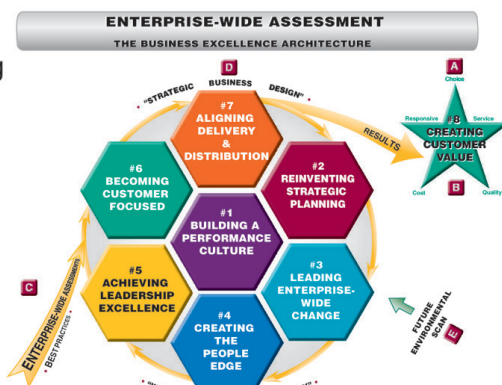 g
ENTERPRISE-WIDE ASSESSMENT
THE BUSINESS EXCELLENCE ARCHITECTURE
D
• "STRATEGIC BUSINESS DESIGN" •
A
Choice
Responsive
Service
#8
CREATING
CUSTOMER
VALUE
Cost
Quality
B
RESULTS
#7
ALIGNING
DELIVERY
&
DISTRIBUTION
#6
BECOMING
CUSTOMER
FOCUSED
#2
REINVENTING
STRATEGIC
PLANNING
#1
BUILDING A
PERFORMANCE
CULTURE
#5
ACHIEVING
LEADERSHIP
EXCELLENCE
#3
LEADING
ENTERPRISE-
WIDE
CHANGE
#4
CREATING
THE
PEOPLE
EDGE
C
ENTERPRISE-WIDE ASSESSMENTS
• BEST PRACTICES •
FUTURE
ENVIRONMENTAL
SCAN
E